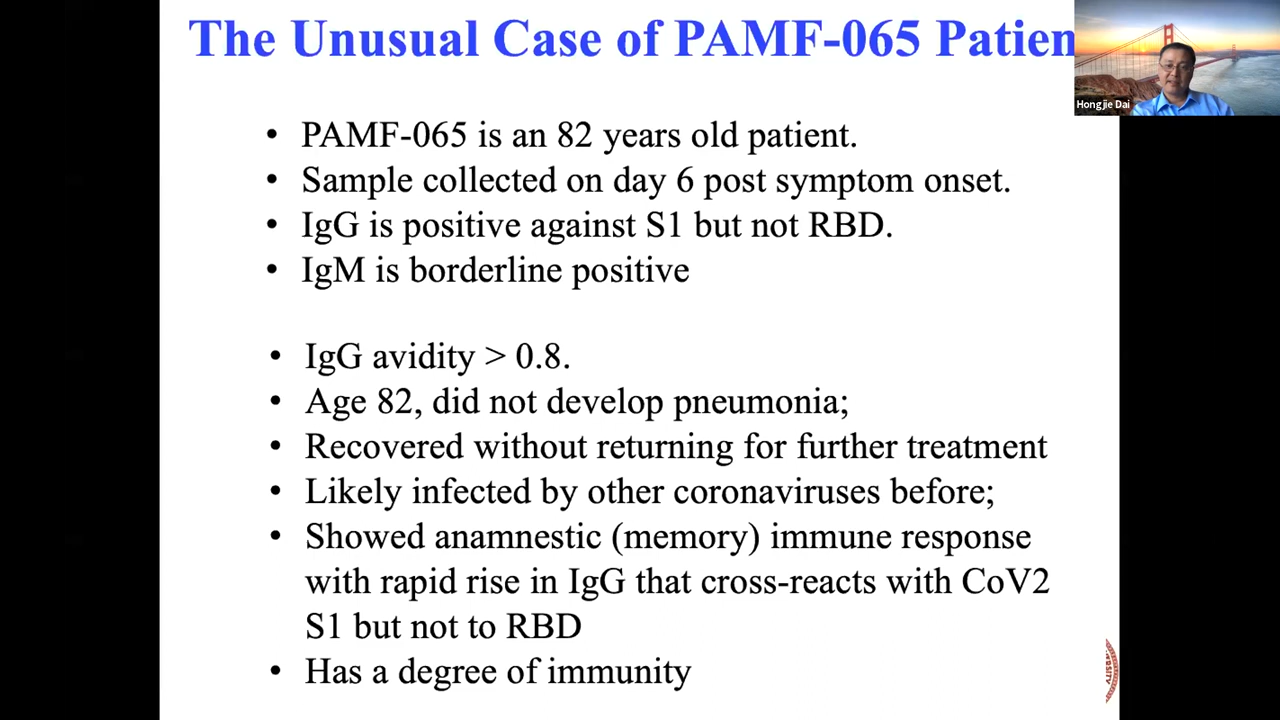 The Unusual Case of PAMF-065 Patien
Hongjie Dai
• PAMF-065 is an 82 years old patient.
• Sample collected on day 6 post symptom onset.
• IgG is positive against S1 but not RBD.
• IgM is borderline positive
• IgG avidity > 0.8.
• Age 82, did not develop pneumonia;
• Recovered without returning for further treatment
• Likely infected by other coronaviruses before;
• Showed anamnestic (memory) immune response
with rapid rise in IgG that cross-reacts with CoV2
S1 but not to RBD
• Has a degree of immunity